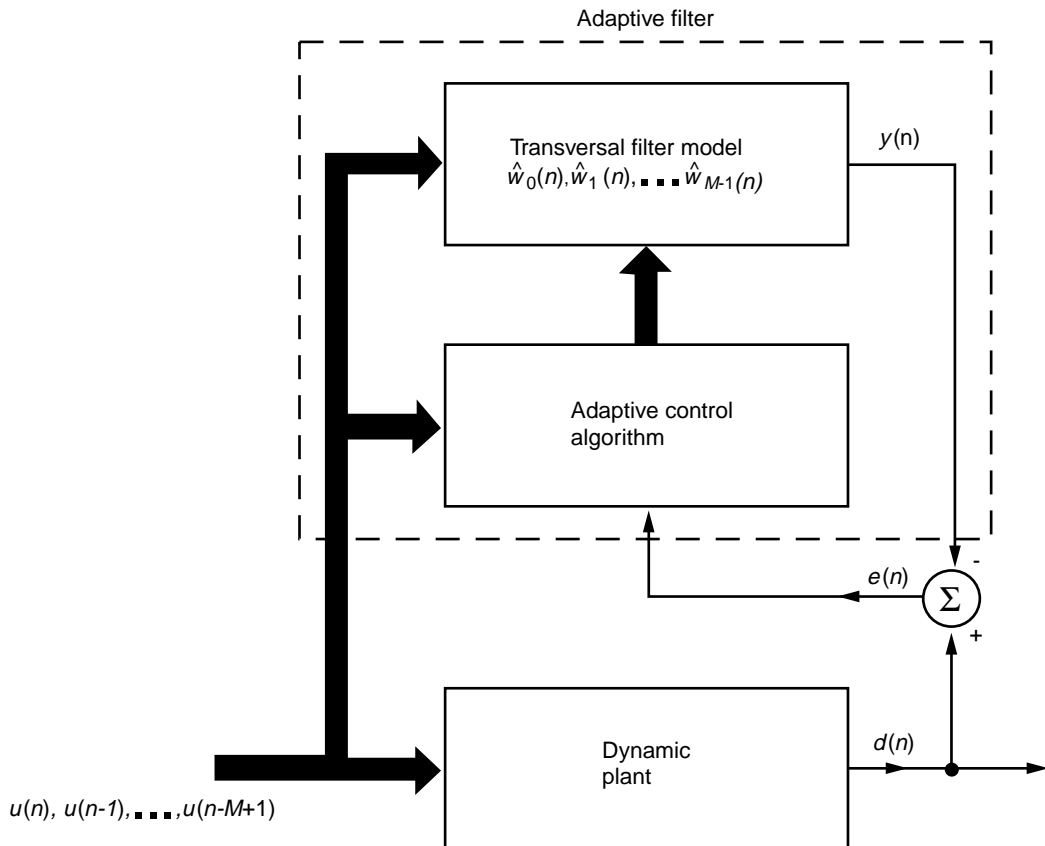 Adaptive filter
Transversal filter model
ŵ0(n),ŵ1 (n),▪▪▪ŵM-1(n)
y(n)
Adaptive control
algorithm
-
e(n)
Σ
+
Dynamic
plant
d(n)
u(n), u(n-1),▪▪▪,u(n-M+1)